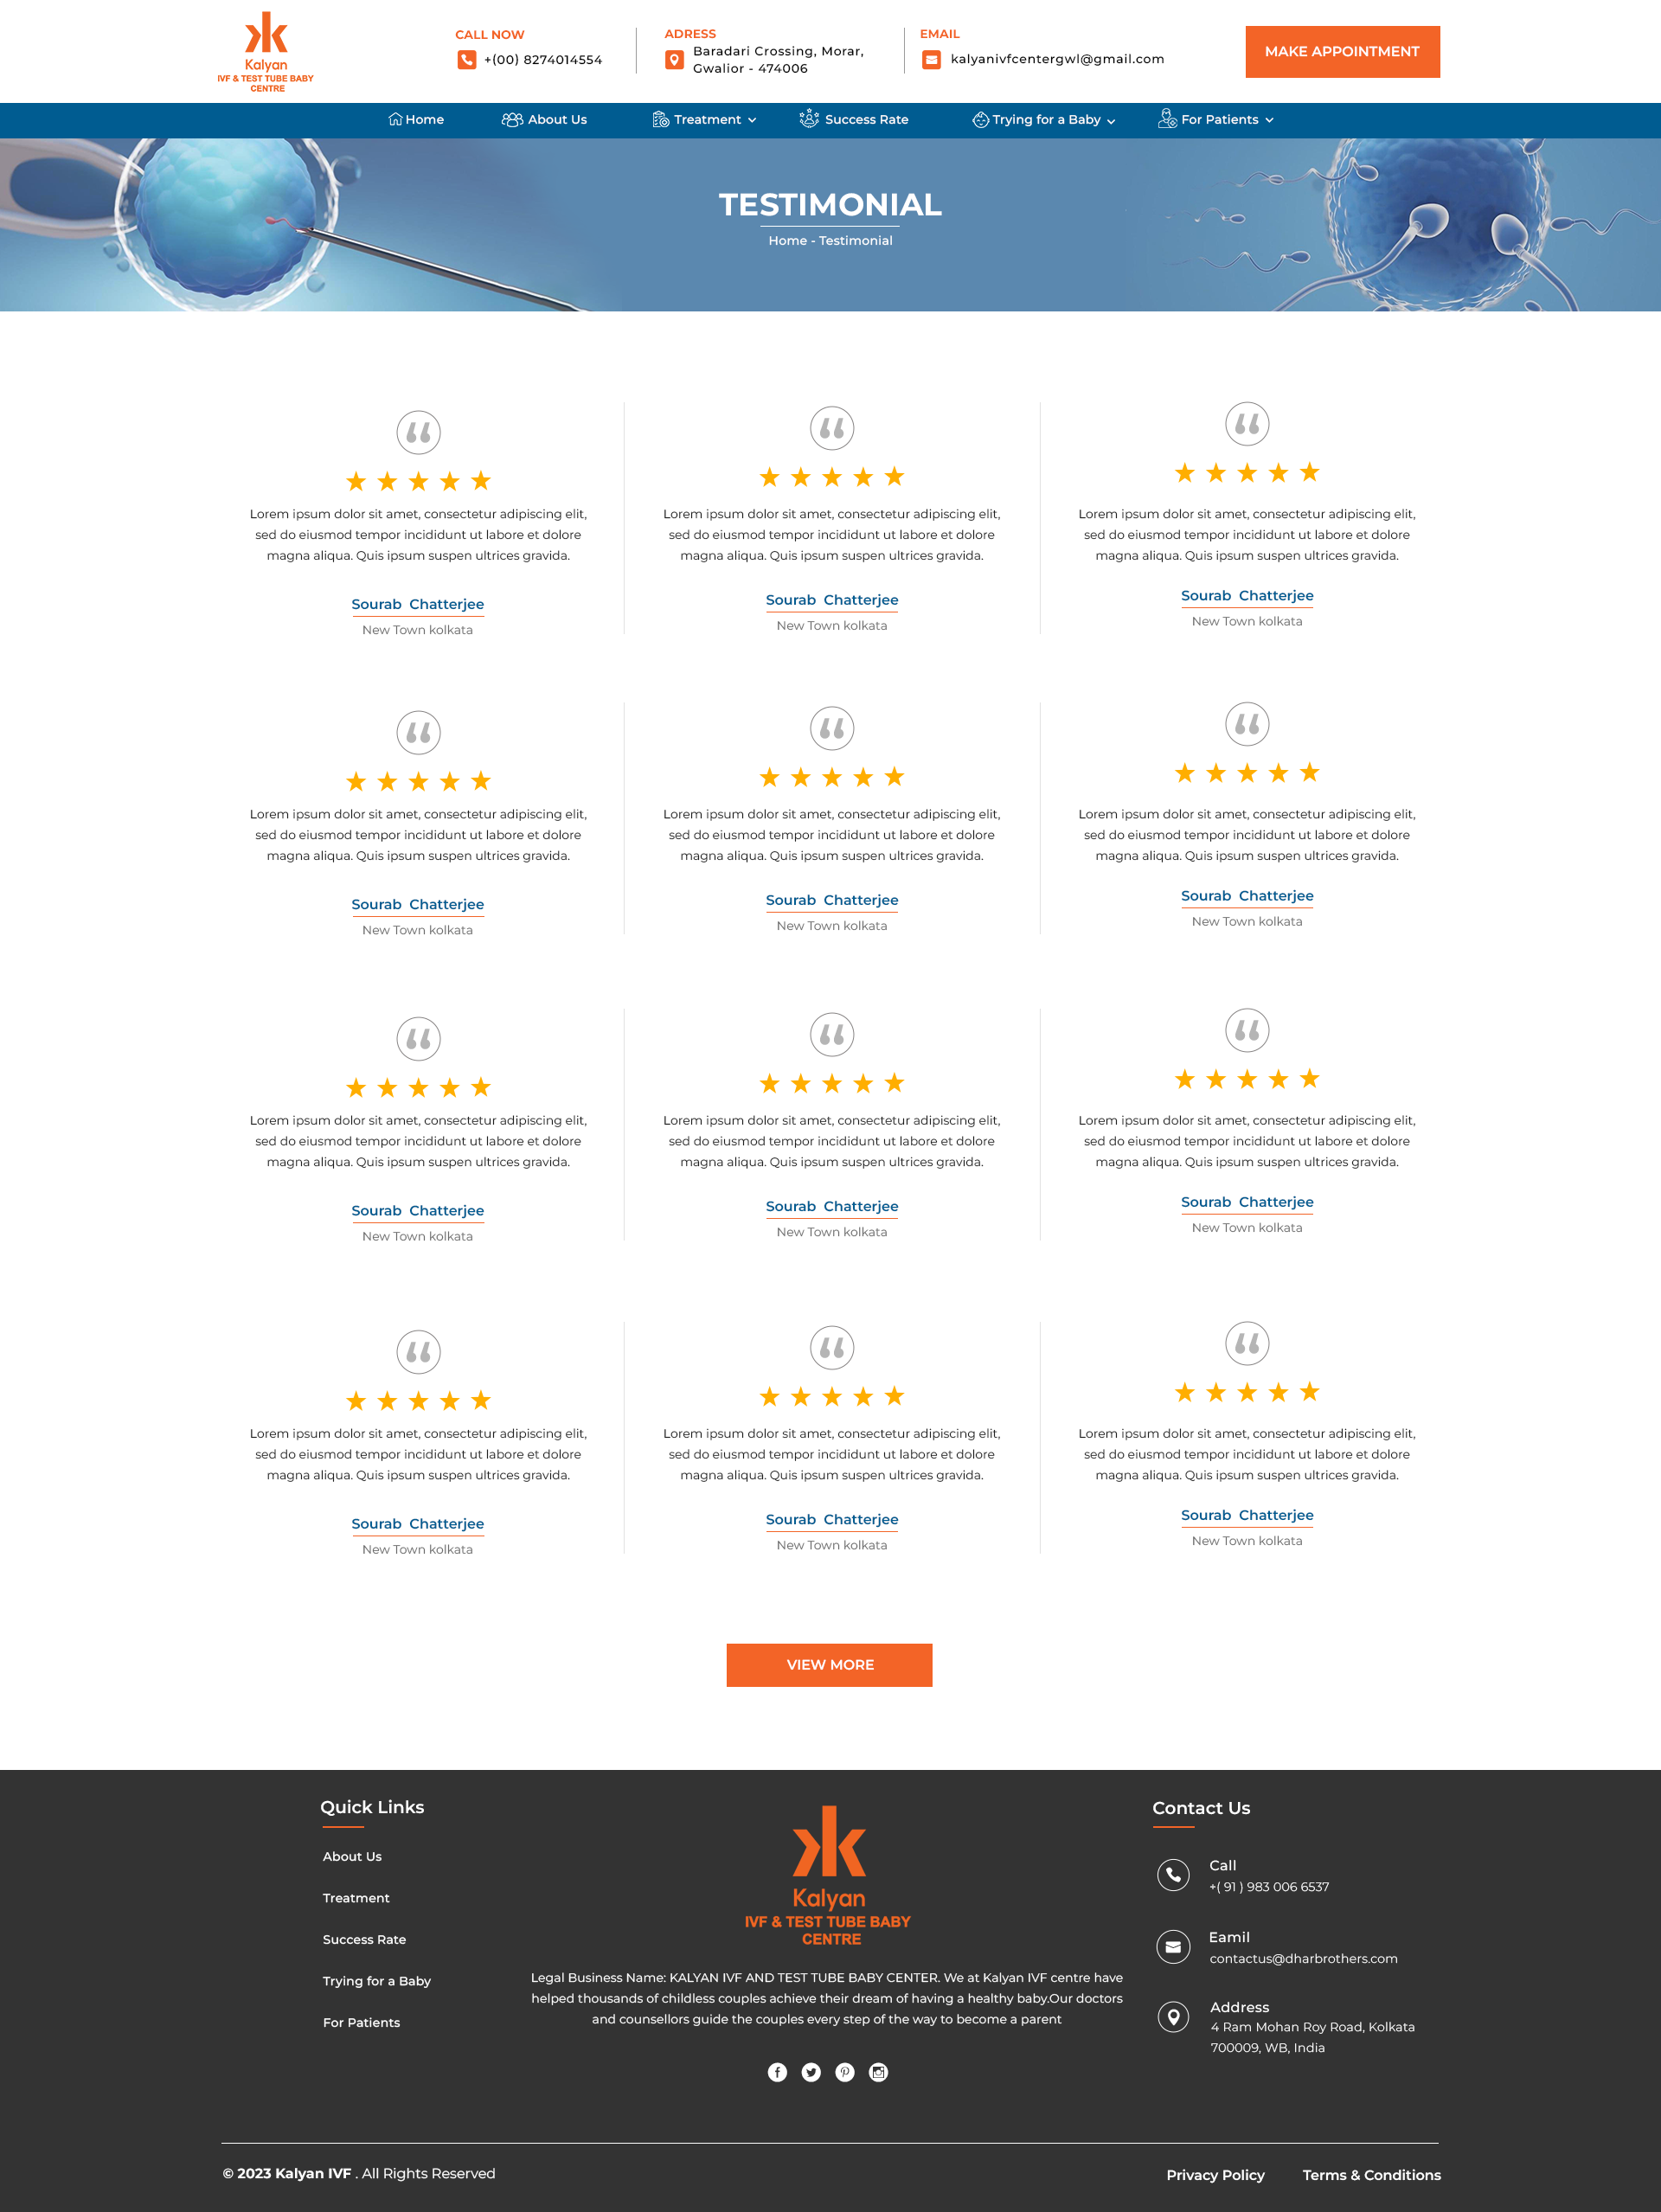 Kalyan
IVF & TEST TUBE BABY
CENTRE
CALL NOW
+(00) 8274014554
ADRESS
Baradari Crossing, Morar,
Gwalior - 474006
EMAIL
kalyanivfcentergwl@gmail.com
MAKE APPOINTMENT
Home
About Us
Treatment
Success Rate
Trying for a Baby
For Patients
TESTIMONIAL
Home - Testimonial
Lorem ipsum dolor sit amet, consectetur adipiscing elit,
sed do eiusmod tempor incididunt ut labore et dolore
magna aliqua. Quis ipsum suspen ultrices gravida.
Sourab Chatterjee
New Town kolkata
Lorem ipsum dolor sit amet, consectetur adipiscing elit,
sed do eiusmod tempor incididunt ut labore et dolore
magna aliqua. Quis ipsum suspen ultrices gravida.
Sourab Chatterjee
New Town kolkata
Lorem ipsum dolor sit amet, consectetur adipiscing elit,
sed do eiusmod tempor incididunt ut labore et dolore
magna aliqua. Quis ipsum suspen ultrices gravida.
Sourab Chatterjee
New Town kolkata
Lorem ipsum dolor sit amet, consectetur adipiscing elit,
sed do eiusmod tempor incididunt ut labore et dolore
magna aliqua. Quis ipsum suspen ultrices gravida.
Sourab Chatterjee
New Town kolkata
Lorem ipsum dolor sit amet, consectetur adipiscing elit,
sed do eiusmod tempor incididunt ut labore et dolore
magna aliqua. Quis ipsum suspen ultrices gravida.
Sourab Chatterjee
New Town kolkata
Lorem ipsum dolor sit amet, consectetur adipiscing elit,
sed do eiusmod tempor incididunt ut labore et dolore
magna aliqua. Quis ipsum suspen ultrices gravida.
Sourab Chatterjee
New Town kolkata
Lorem ipsum dolor sit amet, consectetur adipiscing elit,
sed do eiusmod tempor incididunt ut labore et dolore
magna aliqua. Quis ipsum suspen ultrices gravida.
Sourab Chatterjee
New Town kolkata
Lorem ipsum dolor sit amet, consectetur adipiscing elit,
sed do eiusmod tempor incididunt ut labore et dolore
magna aliqua. Quis ipsum suspen ultrices gravida.
Sourab Chatterjee
New Town kolkata
Lorem ipsum dolor sit amet, consectetur adipiscing elit,
sed do eiusmod tempor incididunt ut labore et dolore
magna aliqua. Quis ipsum suspen ultrices gravida.
Sourab Chatterjee
New Town kolkata
Lorem ipsum dolor sit amet, consectetur adipiscing elit,
sed do eiusmod tempor incididunt ut labore et dolore
magna aliqua. Quis ipsum suspen ultrices gravida.
Sourab Chatterjee
New Town kolkata
Lorem ipsum dolor sit amet, consectetur adipiscing elit,
sed do eiusmod tempor incididunt ut labore et dolore
magna aliqua. Quis ipsum suspen ultrices gravida.
Sourab Chatterjee
New Town kolkata
Lorem ipsum dolor sit amet, consectetur adipiscing elit,
sed do eiusmod tempor incididunt ut labore et dolore
magna aliqua. Quis ipsum suspen ultrices gravida.
Sourab Chatterjee
New Town kolkata
VIEW MORE
Quick Links
About Us
Treatment
Success Rate
Trying for a Baby
For Patients
Kalyan
IVF & TEST TUBE BABY
CENTRE
Legal Business Name: KALYAN IVF AND TEST TUBE BABY CENTER. We at Kalyan IVF centre have
helped thousands of childless couples achieve their dream of having a healthy baby.Our doctors
and counsellors guide the couples every step of the way to become a parent
Contact Us
Call
+( 91 ) 983 006 6537
Eamil
contactus@dharbrothers.com
Address
4 Ram Mohan Roy Road, Kolkata
700009, WB, India
© 2023 Kalyan IVF . All Rights Reserved
Privacy Policy
Terms & Conditions